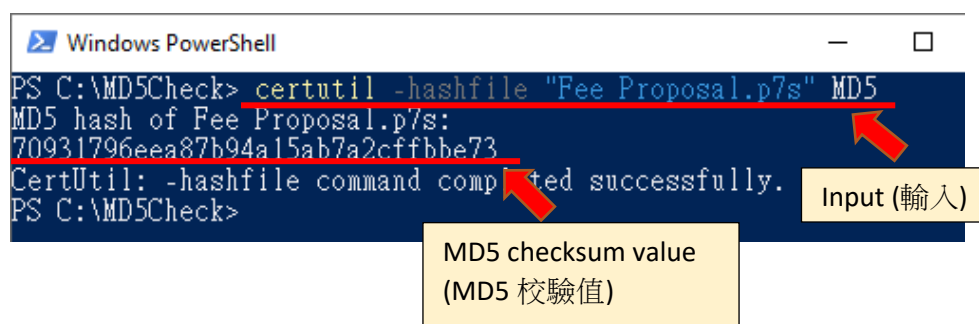 Windows PowerShell
PS C:\MD5Check> certutil -hashfile "Fee Proposal.p7s" MD5
MD5 hash of Fee Proposal.p7s:
70931796eea87b94a15ab7a2cffbbe73
CertUtil: -hashfile command completed successfully.
PS C:\MD5Check>
Input (輸入)
MD5 checksum value
(MD5 校驗值)